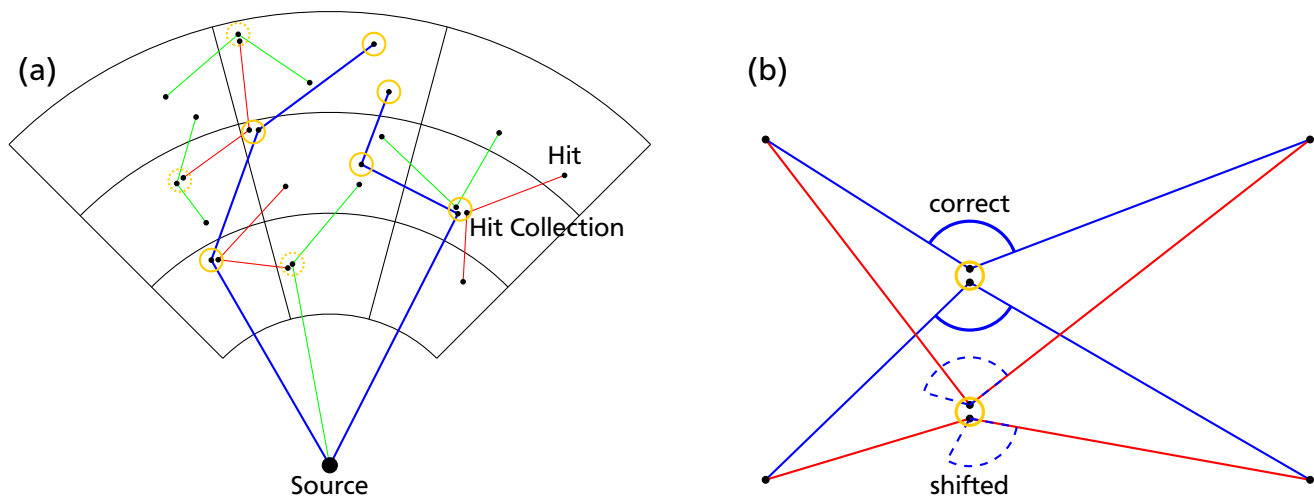 (a)
Hit
Hit Collection
Source
(b)
correct
shifted